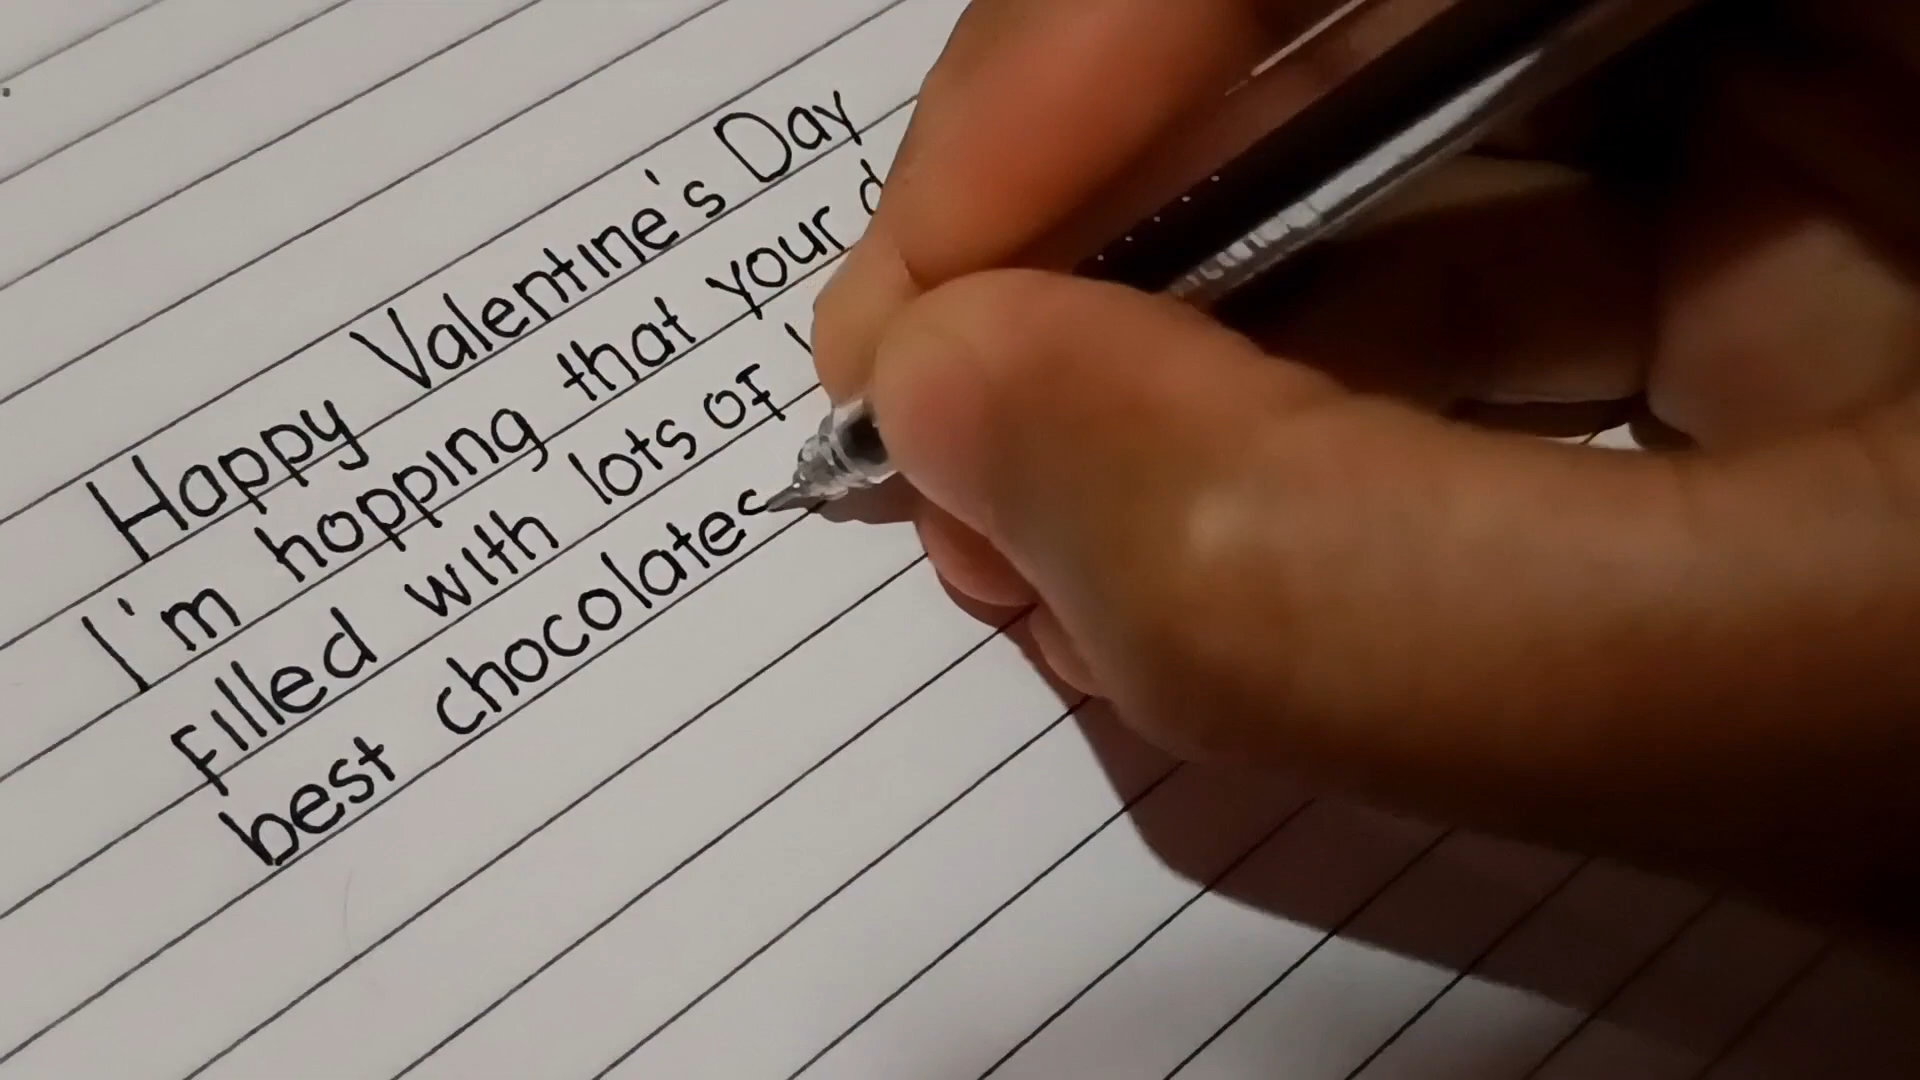 Happy Valentine's Day
I'm hopping that your
filled with lots of
best chocolates